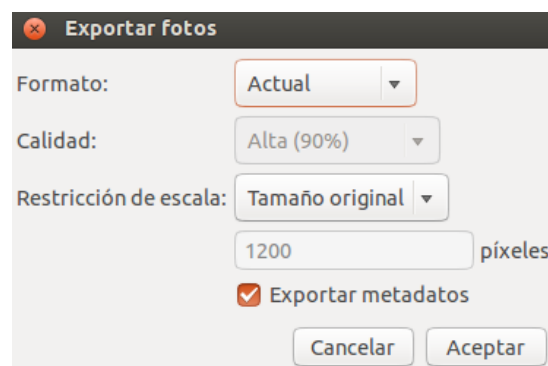 Exportar fotos
Formato: Actual
Calidad: Alta (90%)
Restricción de escala: Tamaño original
1200 píxeles
Exportar metadatos
Cancelar Aceptar